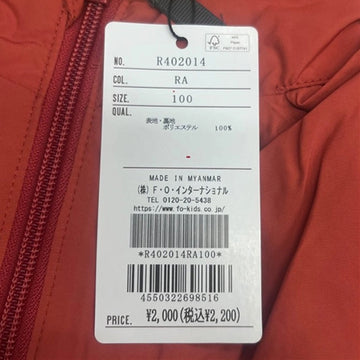 NO. R402014
COL. RA
SIZE. 100
QUAL.
表地・裏地
ポリエステル 100%
MADE IN MYANMAR
(株)F・O・インターナショナル
TEL 0120-20-5438
https://www.fo-kids.co.jp/
*R402014RA100*
4550322698516
PRICE. ¥2,000(税込¥2,200)